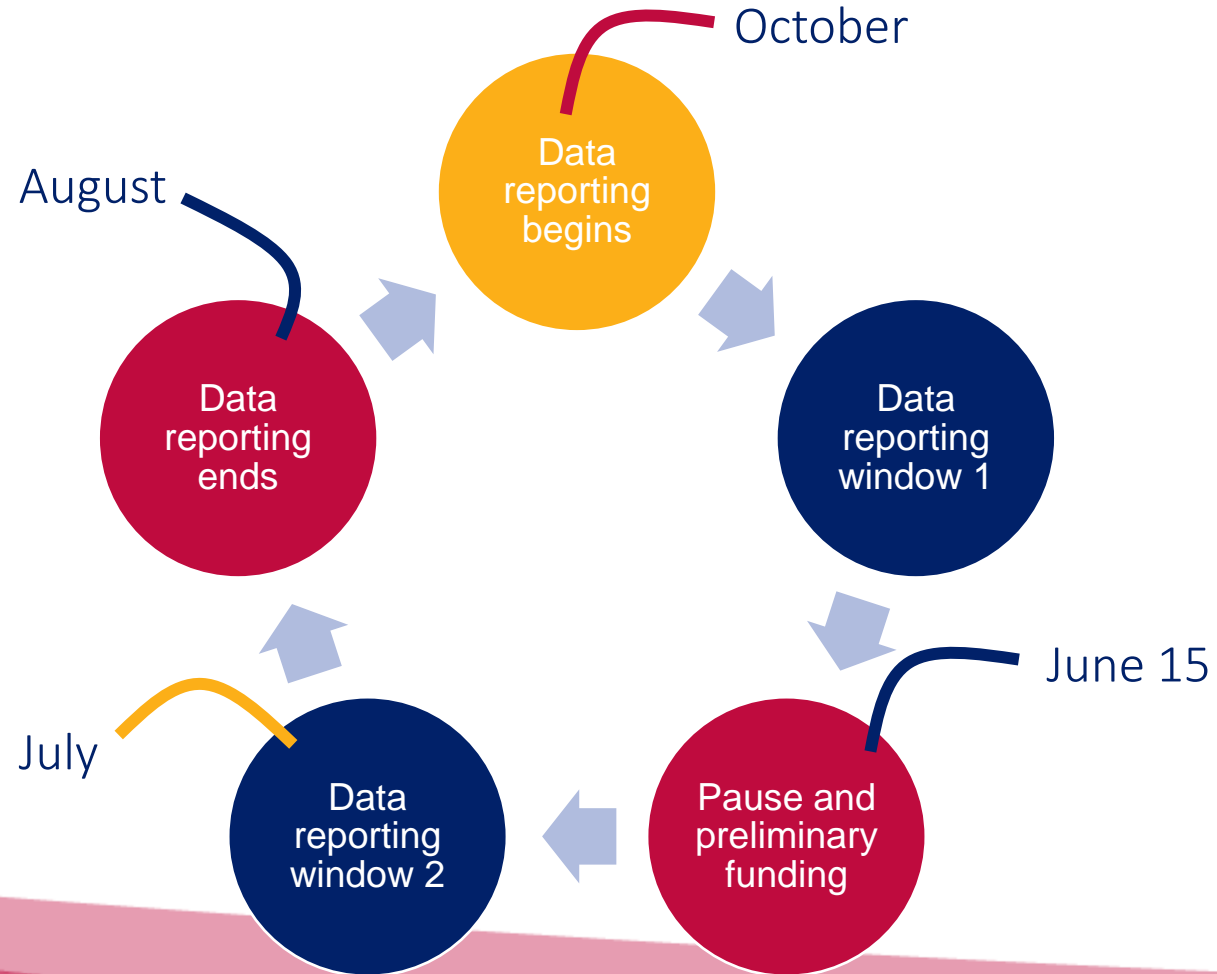 October
Data
reporting
begins
August
Data
reporting
window 1
Data
reporting
ends
June 15
Pause and
preliminary
funding
July
Data
reporting
window 2